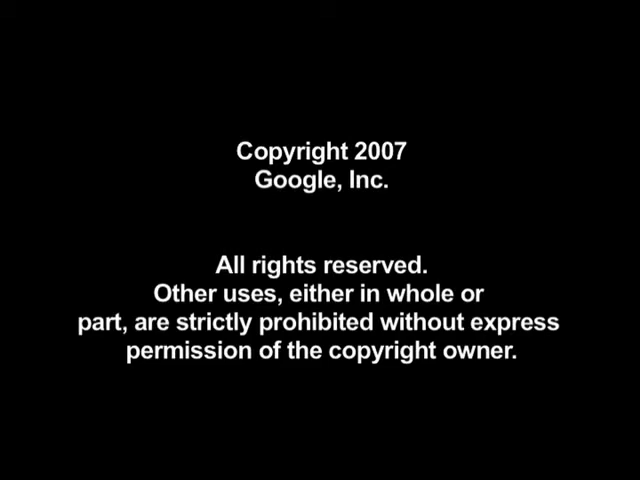 Copyright 2007
Google, Inc.
All rights reserved.
Other uses, either in whole or
part, are strictly prohibited without express
permission of the copyright owner.